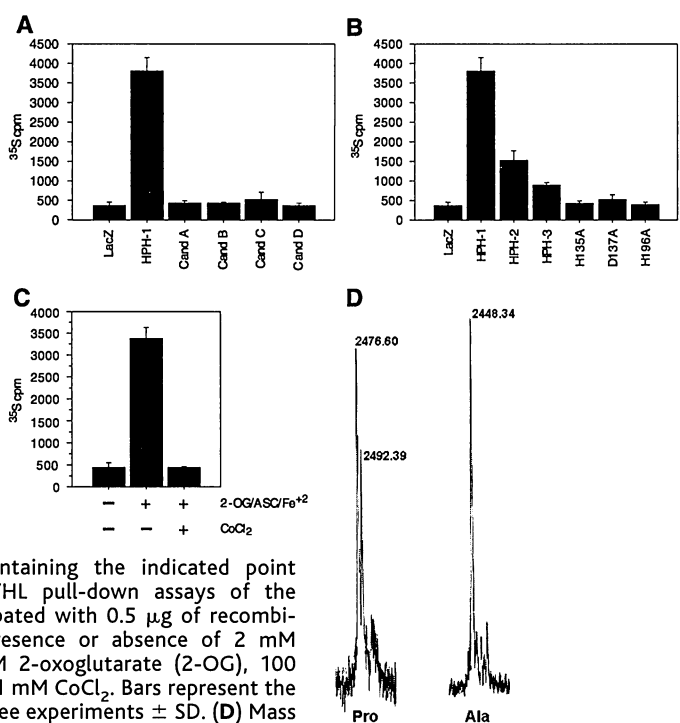 A
4500
4000
3500
3000
2500
2000
1500
1000
500
0
35S cpm
LacZ
HPH-1
Cand A
Cand B
Cand C
Cand D
B
4500
4000
3500
3000
2500
2000
1500
1000
500
0
35S cpm
LacZ
HPH-1
HPH-2
HPH-3
H135A
D137A
H196A
C
4000
3500
3000
2500
2000
1500
1000
500
0
35S cpm
− + + 2-OG/ASC/Fe+2
− − + CoCl2
D
2476.60
2492.39
2448.34
Pro
Ala
ntaining the indicated point
VHL pull-down assays of the
bated with 0.5 μg of recombi-
resence or absence of 2 mM
M 2-oxoglutarate (2-OG), 100
1 mM CoCl2. Bars represent the
ee experiments ± SD. (D) Mass